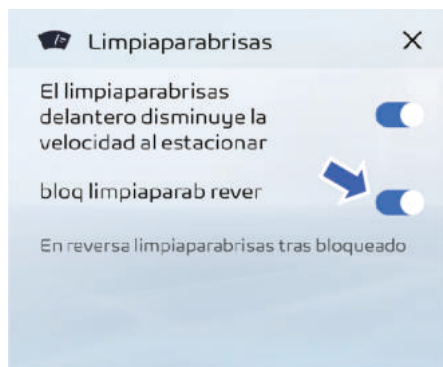 Limpiaparabrisas
El limpiaparabrisas
delantero disminuye la
velocidad al estacionar
bloq limpiaparab rever
En reversa limpiaparabrisas tras bloqueado